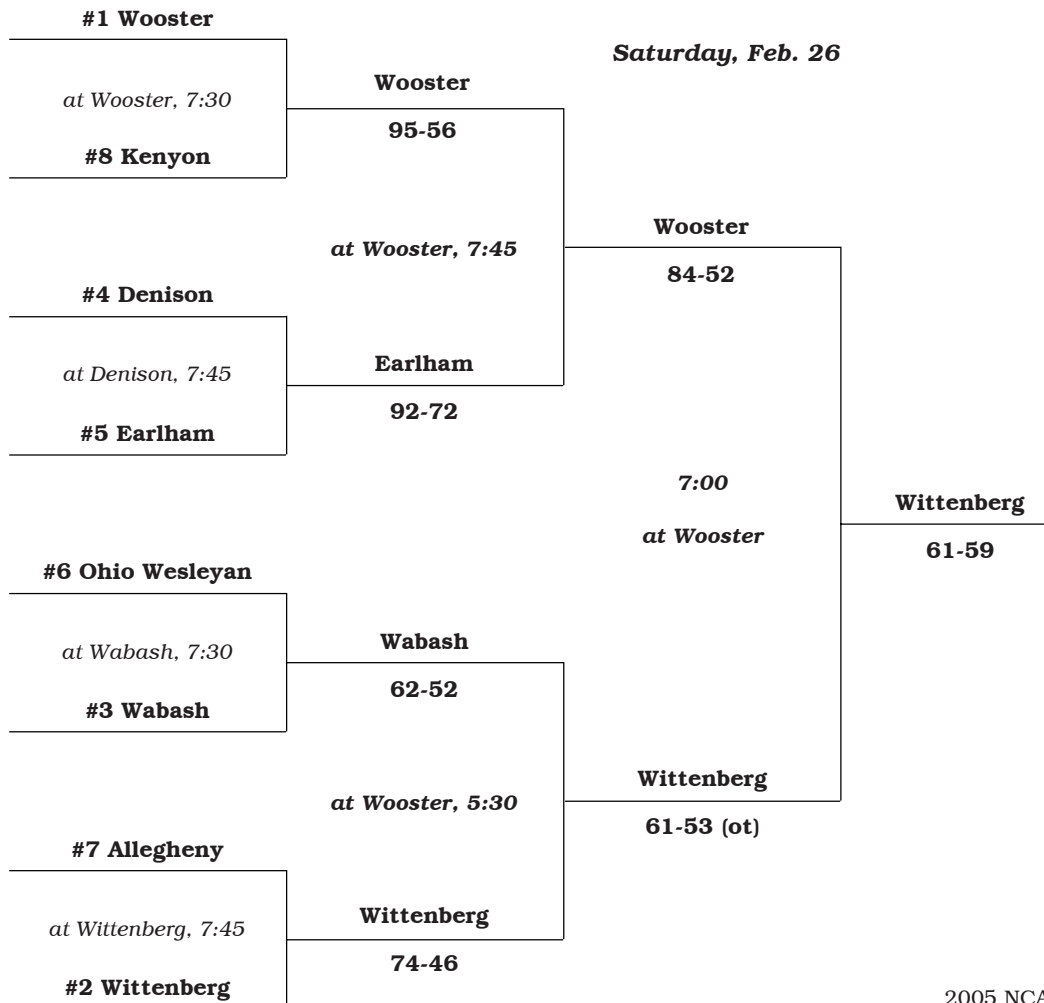 #1 Wooster
Saturday, Feb. 26
at Wooster, 7:30
Wooster
95-56
#8 Kenyon
at Wooster, 7:45
Wooster
84-52
#4 Denison
at Denison, 7:45
Earlham
92-72
#5 Earlham
7:00
at Wooster
Wittenberg
61-59
#6 Ohio Wesleyan
at Wabash, 7:30
Wabash
62-52
#3 Wabash
at Wooster, 5:30
Wittenberg
61-53 (ot)
#7 Allegheny
at Wittenberg, 7:45
Wittenberg
74-46
#2 Wittenberg
2005 NCA